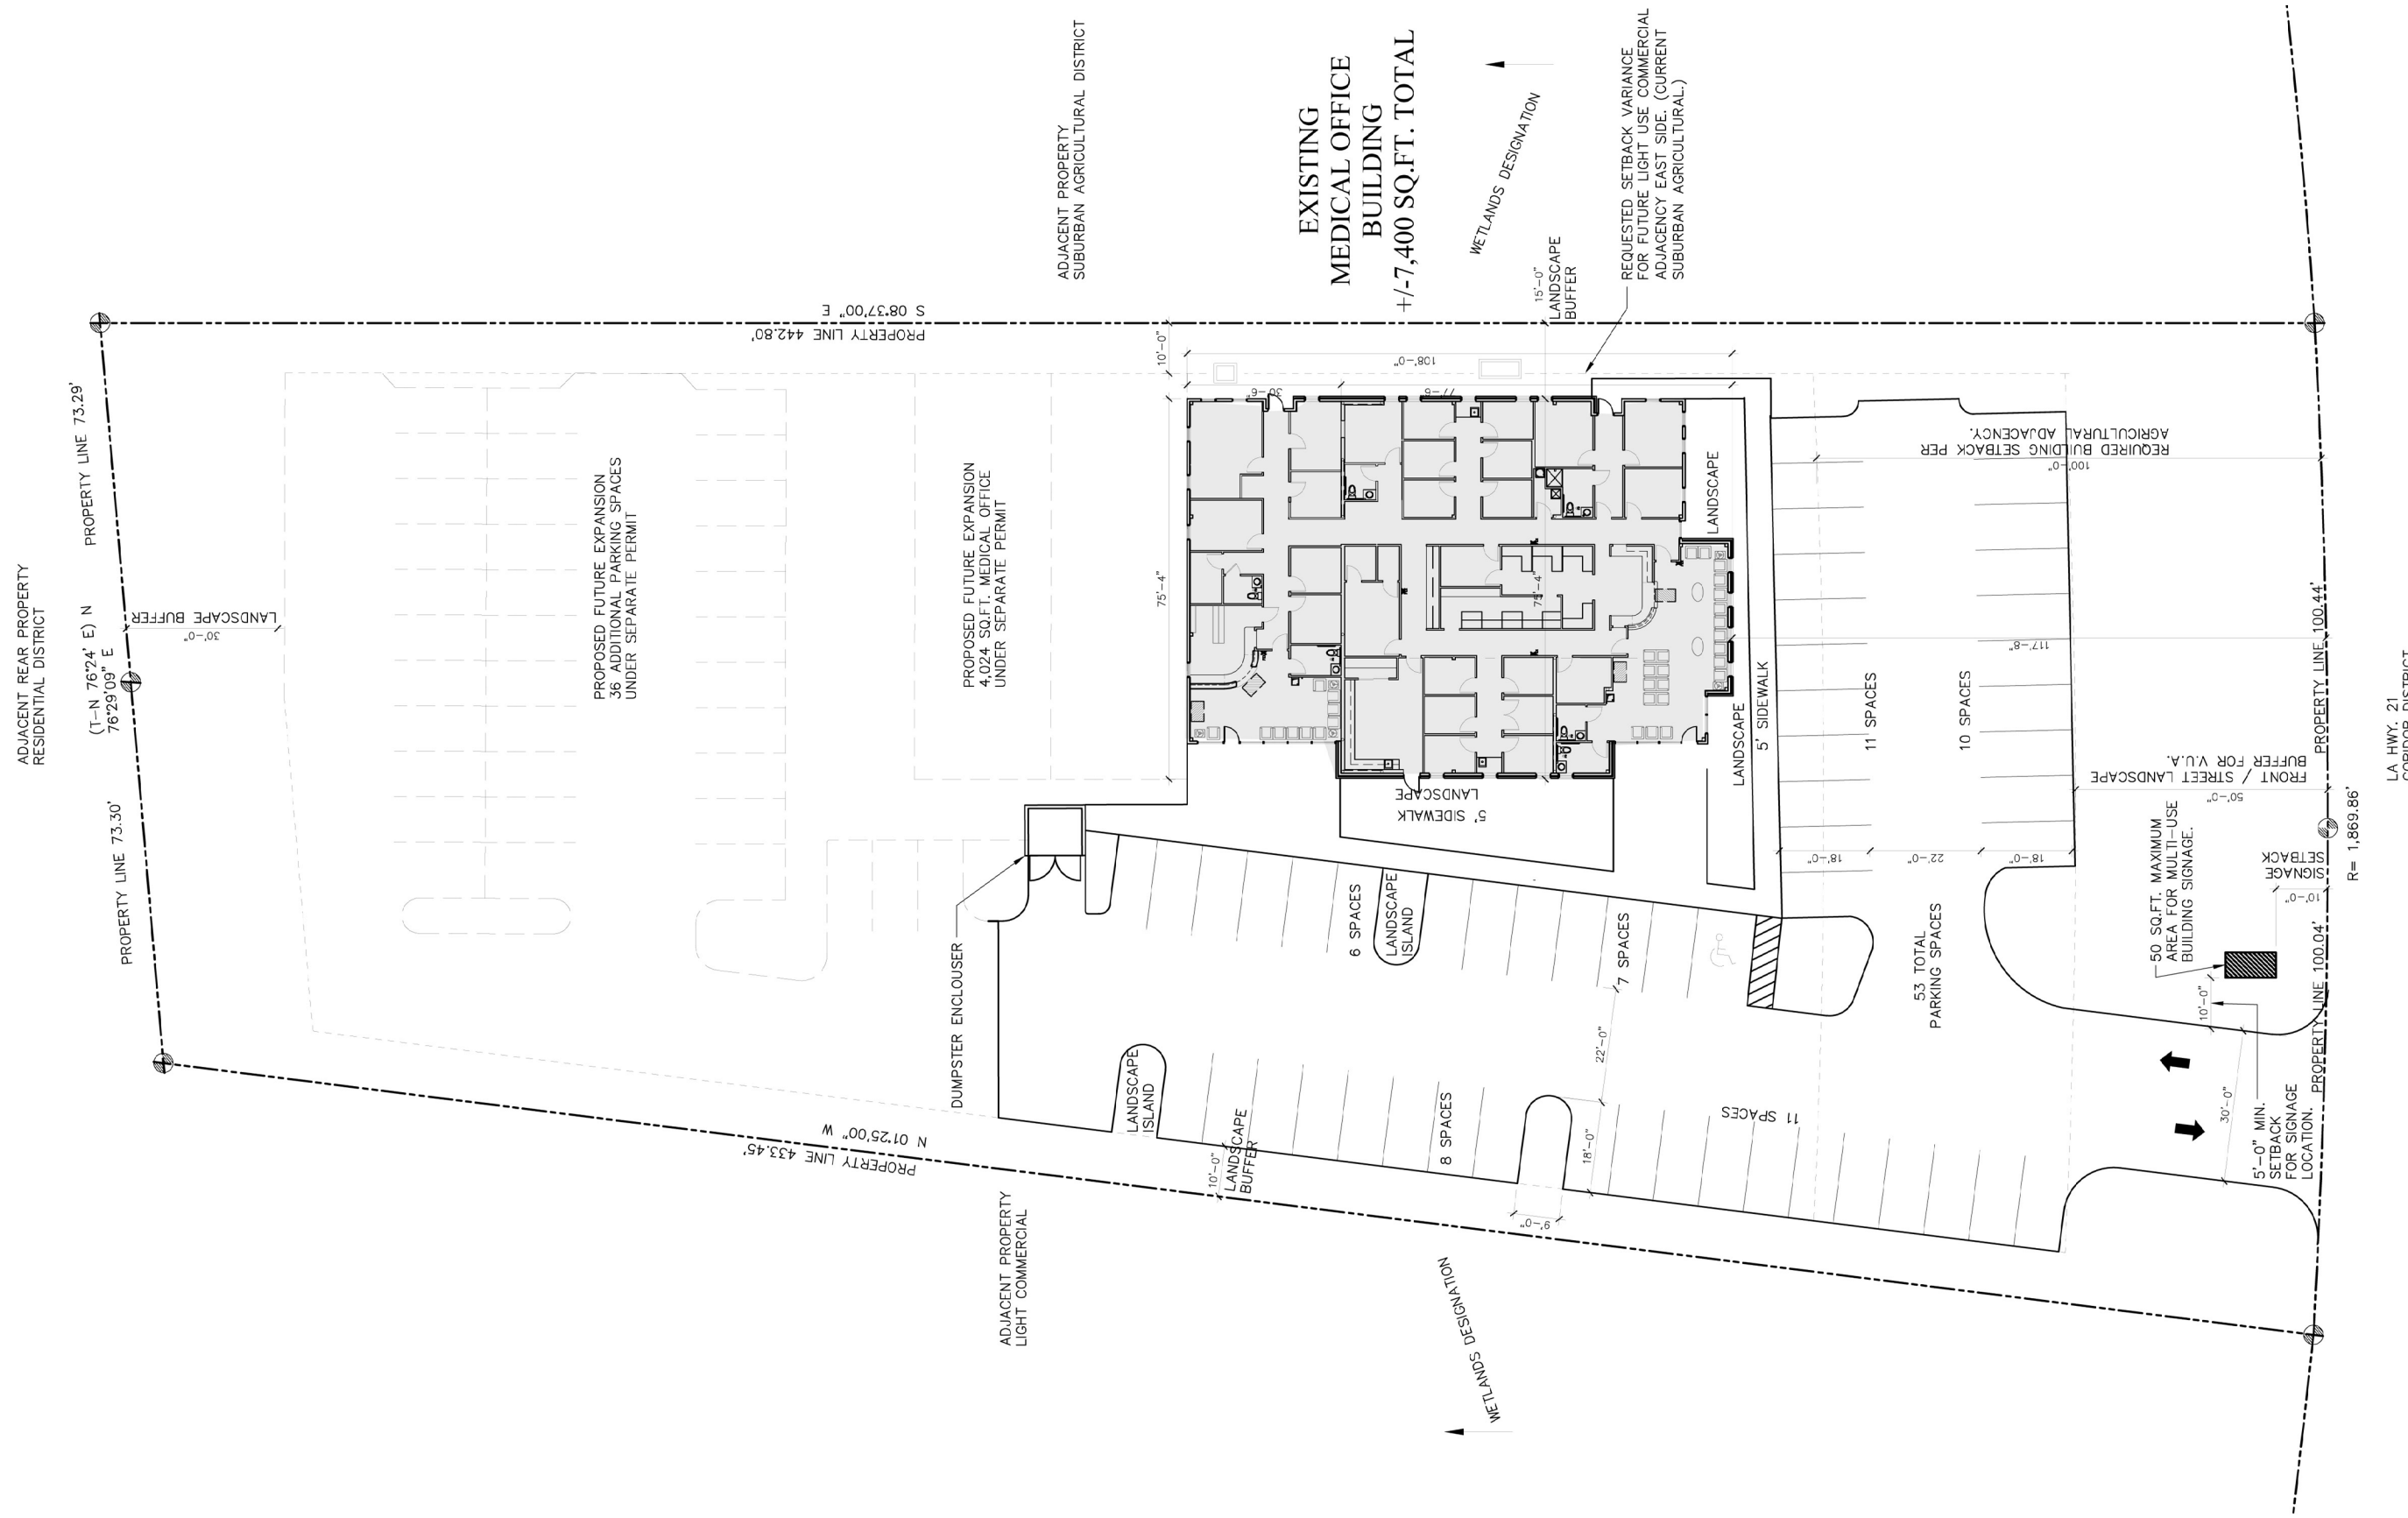 ADJACENT REAR PROPERTY
RESIDENTIAL DISTRICT
PROPERTY LINE 73.29'
(T-N 76°24' E) N
76°29'09" E
PROPERTY LINE 73.30'
LANDSCAPE BUFFER
30'-0"
PROPOSED FUTURE EXPANSION
36 ADDITIONAL PARKING SPACES
UNDER SEPARATE PERMIT
S 08°37'00" E
PROPERTY LINE 442.80'
PROPOSED FUTURE EXPANSION
4,024 SQ.FT. MEDICAL OFFICE
UNDER SEPARATE PERMIT
ADJACENT PROPERTY
SUBURBAN AGRICULTURAL DISTRICT
EXISTING
MEDICAL OFFICE
BUILDING
+/-7,400 SQ.FT. TOTAL
WETLANDS DESIGNATION
15'-0"
LANDSCAPE
BUFFER
REQUESTED SETBACK VARIANCE
FOR FUTURE LIGHT USE COMMERCIAL
ADJACENCY EAST SIDE. (CURRENT
SUBURBAN AGRICULTURAL.)
10'-0"
108'-0"
30'-6"
77'-6"
75'-4"
75'-4"
LANDSCAPE
LANDSCAPE
5' SIDEWALK
LANDSCAPE
5' SIDEWALK
11 SPACES
10 SPACES
REQUIRED BUILDING SETBACK PER
AGRICULTURAL ADJACENCY.
100'-0"
117'-8"
PROPERTY LINE 100.44'
FRONT / STREET LANDSCAPE
BUFFER FOR V.U.A.
50'-0"
18'-0"
22'-0"
18'-0"
SIGNAGE
SETBACK
10'-0"
R= 1,869.86'
LA HWY. 21
CORRIDOR DISTRICT
50 SQ.FT. MAXIMUM
AREA FOR MULTI-USE
BUILDING SIGNAGE.
10'-0"
PROPERTY LINE 100.04'
5'-0" MIN.
SETBACK
FOR SIGNAGE
LOCATION.
30'-0"
53 TOTAL
PARKING SPACES
DUMPSTER ENCLOUSER
6 SPACES
LANDSCAPE
ISLAND
7 SPACES
22'-0"
18'-0"
9'-0"
11 SPACES
8 SPACES
LANDSCAPE
ISLAND
10'-0"
LANDSCAPE
BUFFER
N 01°25'00" W
PROPERTY LINE 433.45'
ADJACENT PROPERTY
LIGHT COMMERCIAL
WETLANDS DESIGNATION